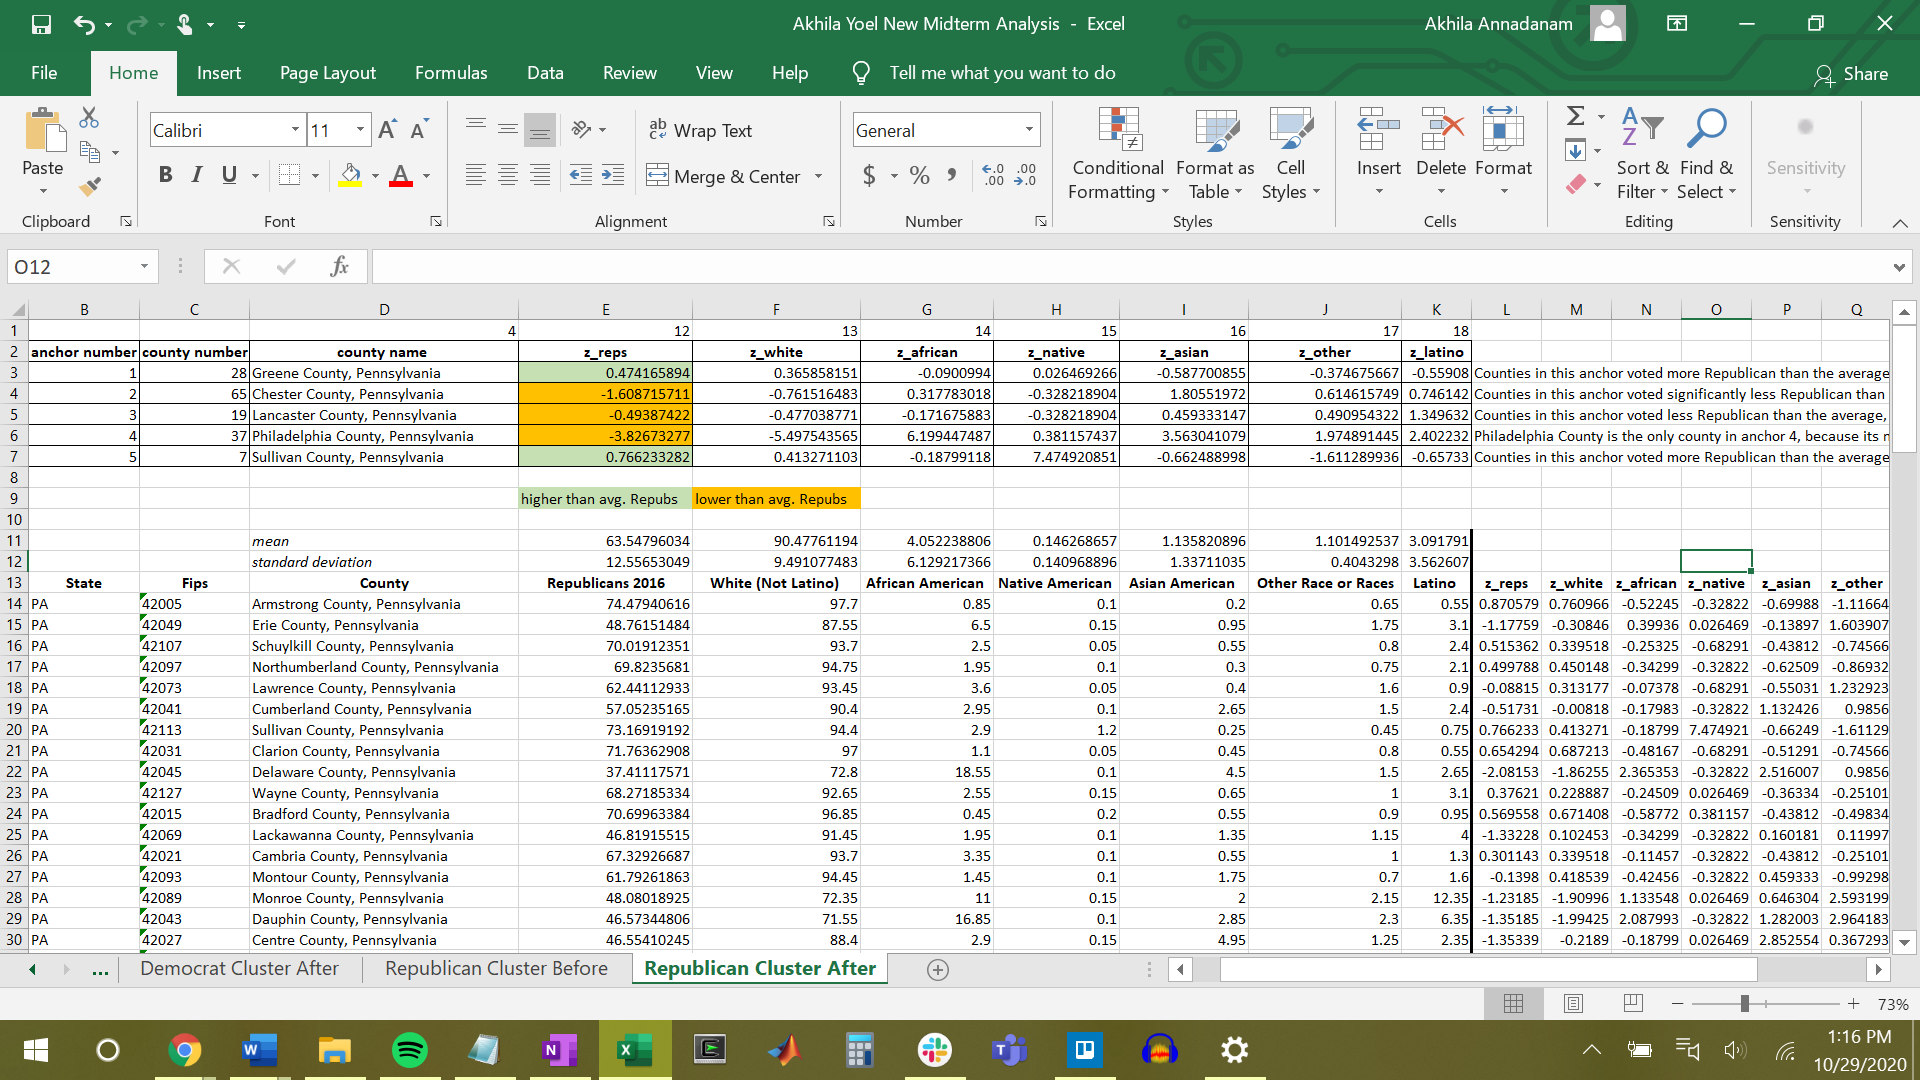 Akhila Yoel New Midterm Analysis - Excel
Akhila Annadanam
File Home Insert Page Layout Formulas Data Review View Help Tell me what you want to do Share
Calibri 11 ab c Wrap Text General
Paste B I U A Merge & Center $ % , .0 .00 .00 .0
Conditional Formatting Format as Table Cell Styles Insert Delete Format Sort & Filter Find & Select Sensitivity
Clipboard Font Alignment Number Styles Cells Editing Sensitivity
O12 fx
B C D E F G H I J K L M N O P Q
1 4 12 13 14 15 16 17 18
2 anchor number county number county name z_reps z_white z_african z_native z_asian z_other z_latino
3 1 28 Greene County, Pennsylvania 0.474165894 0.365858151 -0.0900994 0.026469266 -0.587700855 -0.374675667 -0.55908 Counties in this anchor voted more Republican than the average
4 2 65 Chester County, Pennsylvania -1.608715711 -0.761516483 0.317783018 -0.328218904 1.80551972 0.614615749 0.746142 Counties in this anchor voted significantly less Republican than
5 3 19 Lancaster County, Pennsylvania -0.49387422 -0.477038771 -0.171675883 -0.328218904 0.459333147 0.490954322 1.349632 Counties in this anchor voted less Republican than the average,
6 4 37 Philadelphia County, Pennsylvania -3.82673277 -5.497543565 6.199447487 0.381157437 3.563041079 1.974891445 2.402232 Philadelphia County is the only county in anchor 4, because its
7 5 7 Sullivan County, Pennsylvania 0.766233282 0.413271103 -0.18799118 7.474920851 -0.662488998 -1.611289936 -0.65733 Counties in this anchor voted more Republican than the average
8
9 higher than avg. Repubs lower than avg. Repubs
10
11 mean 63.54796034 90.47761194 4.052238806 0.146268657 1.135820896 1.101492537 3.091791
12 standard deviation 12.55653049 9.491077483 6.129217366 0.140968896 1.33711035 0.4043298 3.562607
13 State Fips County Republicans 2016 White (Not Latino) African American Native American Asian American Other Race or Races Latino z_reps z_white z_african z_native z_asian z_other
14 PA 42005 Armstrong County, Pennsylvania 74.47940616 97.7 0.85 0.1 0.2 0.65 0.55 0.870579 0.760966 -0.52245 -0.32822 -0.69988 -1.11664
15 PA 42049 Erie County, Pennsylvania 48.76151484 87.55 6.5 0.15 0.95 1.75 3.1 -1.17759 -0.30846 0.39936 0.026469 -0.13897 1.603907
16 PA 42107 Schuylkill County, Pennsylvania 70.01912351 93.7 2.5 0.05 0.55 0.8 2.4 0.515362 0.339518 -0.25325 -0.68291 -0.43812 -0.74566
17 PA 42097 Northumberland County, Pennsylvania 69.8235681 94.75 1.95 0.1 0.3 0.75 2.1 0.499788 0.450148 -0.34299 -0.32822 -0.62509 -0.86932
18 PA 42073 Lawrence County, Pennsylvania 62.44112933 93.45 3.6 0.05 0.4 1.6 0.9 -0.08815 0.313177 -0.07378 -0.68291 -0.55031 1.232923
19 PA 42041 Cumberland County, Pennsylvania 57.05235165 90.4 2.95 0.1 2.65 1.5 2.4 -0.51731 -0.00818 -0.17983 -0.32822 1.132426 0.9856
20 PA 42113 Sullivan County, Pennsylvania 73.16919192 94.4 2.9 1.2 0.25 0.45 0.75 0.766233 0.413271 -0.18799 7.474921 -0.66249 -1.61129
21 PA 42031 Clarion County, Pennsylvania 71.76362908 97 1.1 0.05 0.45 0.8 0.55 0.654294 0.687213 -0.48167 -0.68291 -0.51291 -0.74566
22 PA 42045 Delaware County, Pennsylvania 37.41117571 72.8 18.55 0.1 4.5 1.5 2.65 -2.08153 -1.86255 2.365353 -0.32822 2.516007 0.9856
23 PA 42127 Wayne County, Pennsylvania 68.27185334 92.65 2.55 0.15 0.65 1 3.1 0.37621 0.228887 -0.24509 0.026469 -0.36334 -0.25101
24 PA 42015 Bradford County, Pennsylvania 70.69963384 96.85 0.45 0.2 0.55 0.9 0.95 0.569558 0.671408 -0.58772 0.381157 -0.43812 -0.49834
25 PA 42069 Lackawanna County, Pennsylvania 46.81915515 91.45 1.95 0.1 1.35 1.15 4 -1.33228 0.102453 -0.34299 -0.32822 0.160181 0.11997
26 PA 42021 Cambria County, Pennsylvania 67.32926687 93.7 3.35 0.1 0.55 1 1.3 0.301143 0.339518 -0.11457 -0.32822 -0.43812 -0.25101
27 PA 42093 Montour County, Pennsylvania 61.79261863 94.45 1.45 0.1 1.75 0.7 1.6 -0.1398 0.418539 -0.42456 -0.32822 0.459333 -0.99298
28 PA 42089 Monroe County, Pennsylvania 48.08018925 72.35 11 0.15 2 2.15 12.35 -1.23185 -1.90996 1.133548 0.026469 0.646304 2.593199
29 PA 42043 Dauphin County, Pennsylvania 46.57344806 71.55 16.85 0.1 2.85 2.3 6.35 -1.35185 -1.99425 2.087993 -0.32822 1.282003 2.964183
30 PA 42027 Centre County, Pennsylvania 46.55410245 88.4 2.9 0.15 4.95 1.25 2.35 -1.35339 -0.2189 -0.18799 0.026469 2.852554 0.367293
... Democrat Cluster After Republican Cluster Before Republican Cluster After
73%
1:16 PM
10/29/2020